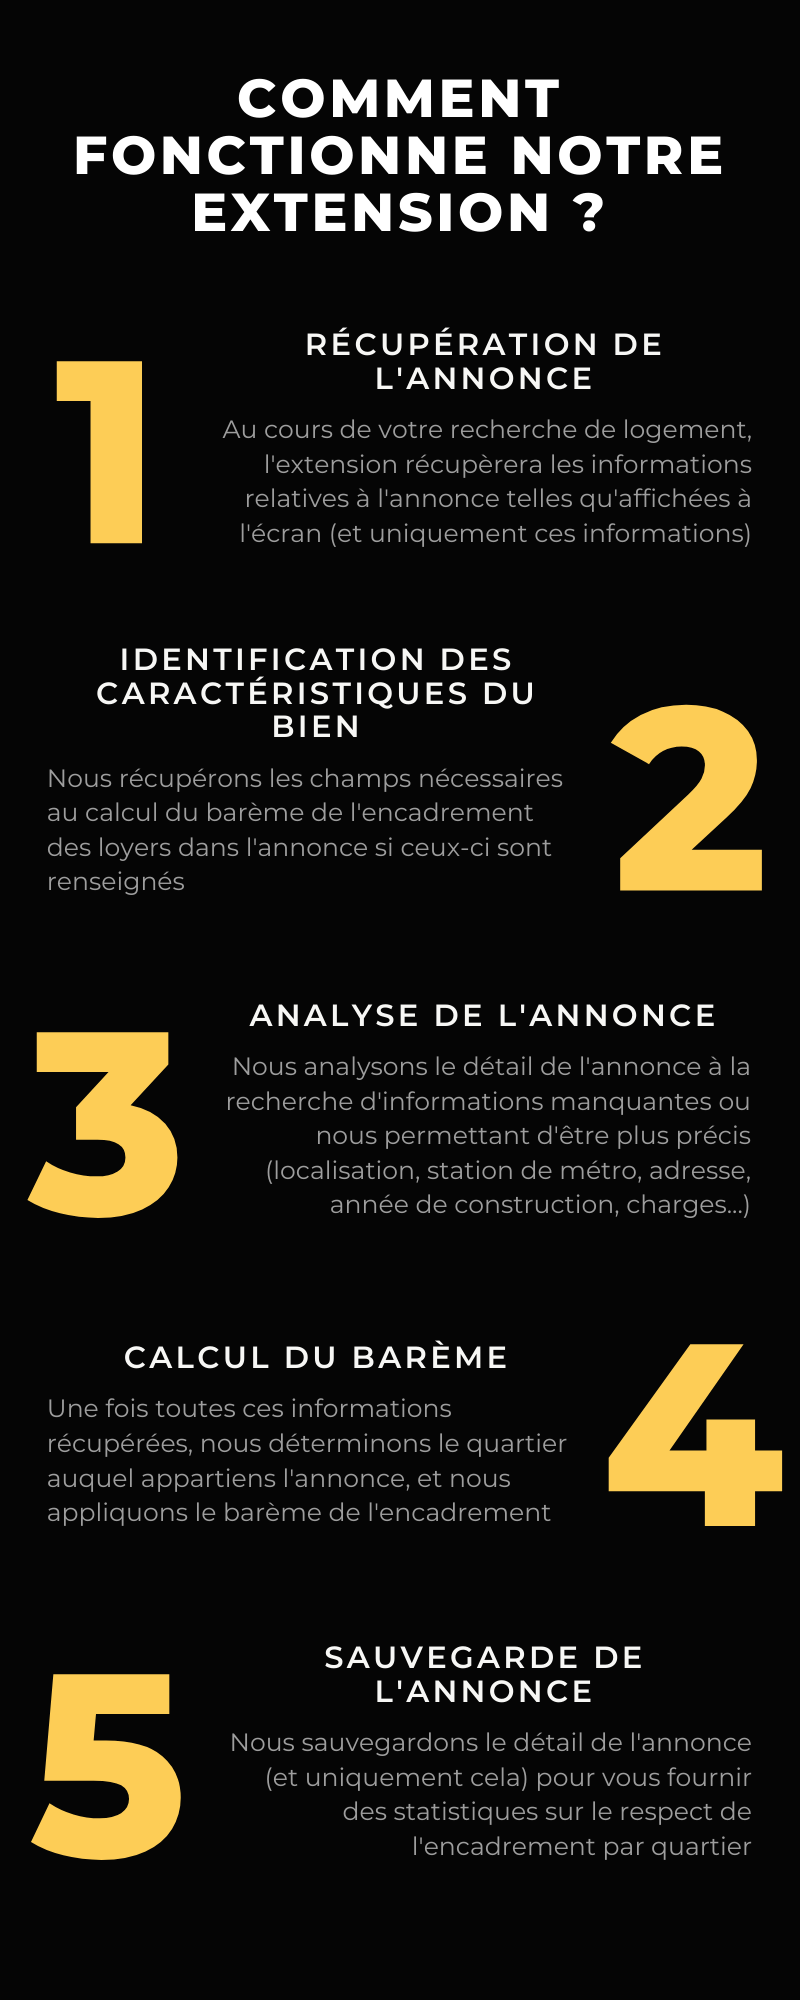 COMMENT
FONCTIONNE NOTRE
EXTENSION ?
1
RÉCUPÉRATION DE
L'ANNONCE
Au cours de votre recherche de logement,
l'extension récupèrera les informations
relatives à l'annonce telles qu'affichées à
l'écran (et uniquement ces informations)
IDENTIFICATION DES
CARACTÉRISTIQUES DU
BIEN
Nous récupérons les champs nécessaires
au calcul du barème de l'encadrement
des loyers dans l'annonce si ceux-ci sont
renseignés
2
3
ANALYSE DE L'ANNONCE
Nous analysons le détail de l'annonce à la
recherche d'informations manquantes ou
nous permettant d'être plus précis
(localisation, station de métro, adresse,
année de construction, charges...)
CALCUL DU BARÈME
Une fois toutes ces informations
récupérées, nous déterminons le quartier
auquel appartiens l'annonce, et nous
appliquons le barème de l'encadrement
4
5
SAUVEGARDE DE
L'ANNONCE
Nous sauvegardons le détail de l'annonce
(et uniquement cela) pour vous fournir
des statistiques sur le respect de
l'encadrement par quartier